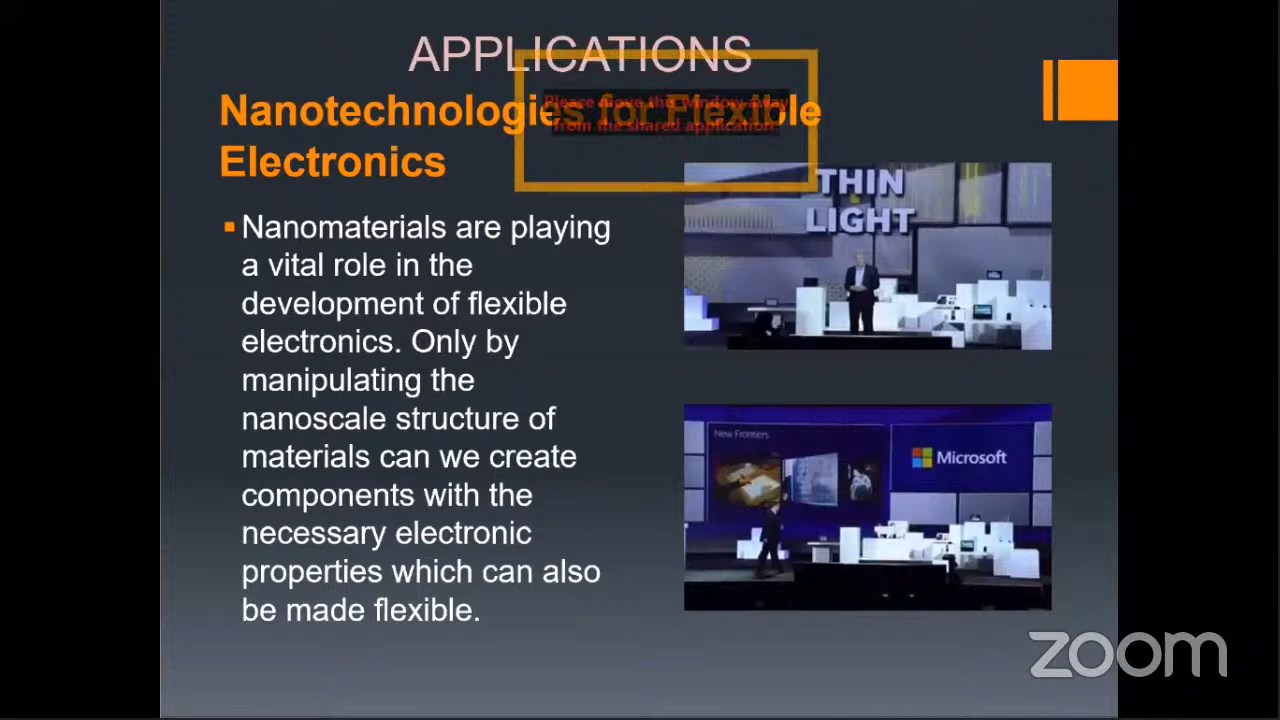 APPLICATIONS
Nanotechnologies for Flexible
Electronics
Please move this window away
from the shared application.
THIN
LIGHT
Nanomaterials are playing
a vital role in the
development of flexible
electronics. Only by
manipulating the
nanoscale structure of
materials can we create
components with the
necessary electronic
properties which can also
be made flexible.
New Frontiers
Microsoft
zoom